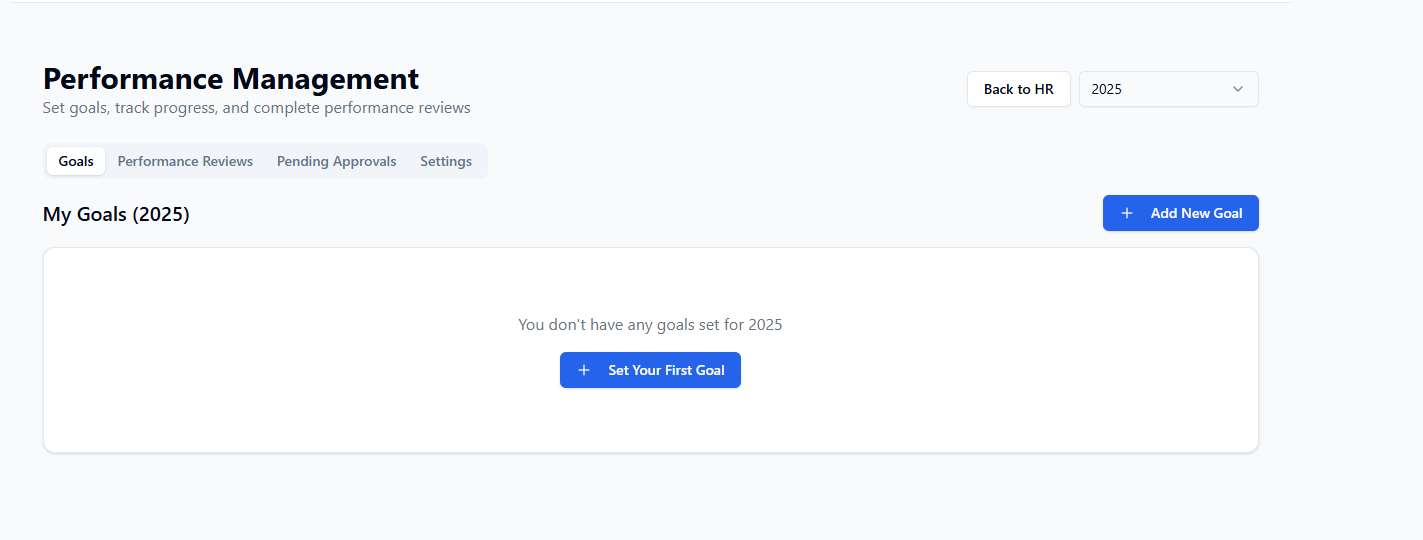 Performance Management
Set goals, track progress, and complete performance reviews
Back to HR
2025
Goals
Performance Reviews
Pending Approvals
Settings
My Goals (2025)
Add New Goal
You don't have any goals set for 2025
Set Your First Goal